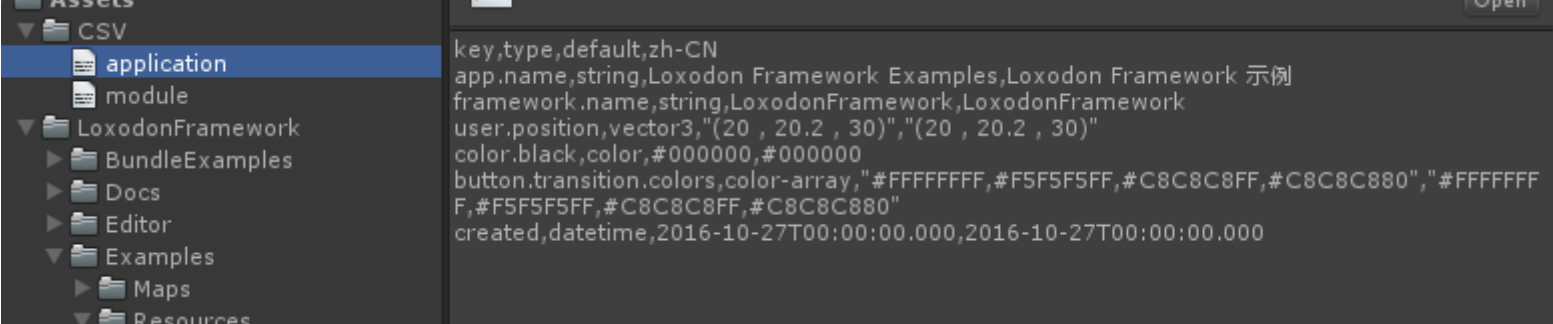 Assets
Open
CSV
application
module
LoxodonFramework
BundleExamples
Docs
Editor
Examples
Maps
Resources
key,type,default,zh-CN
app.name,string,Loxodon Framework Examples,Loxodon Framework 示例
framework.name,string,LoxodonFramework,LoxodonFramework
user.position,vector3,"(20 , 20.2 , 30)","(20 , 20.2 , 30)"
color.black,color,#000000,#000000
button.transition.colors,color-array,"#FFFFFFFF,#F5F5F5FF,#C8C8C8FF,#C8C8C880","#FFFFFFF
F,#F5F5F5FF,#C8C8C8FF,#C8C8C880"
created,datetime,2016-10-27T00:00:00.000,2016-10-27T00:00:00.000